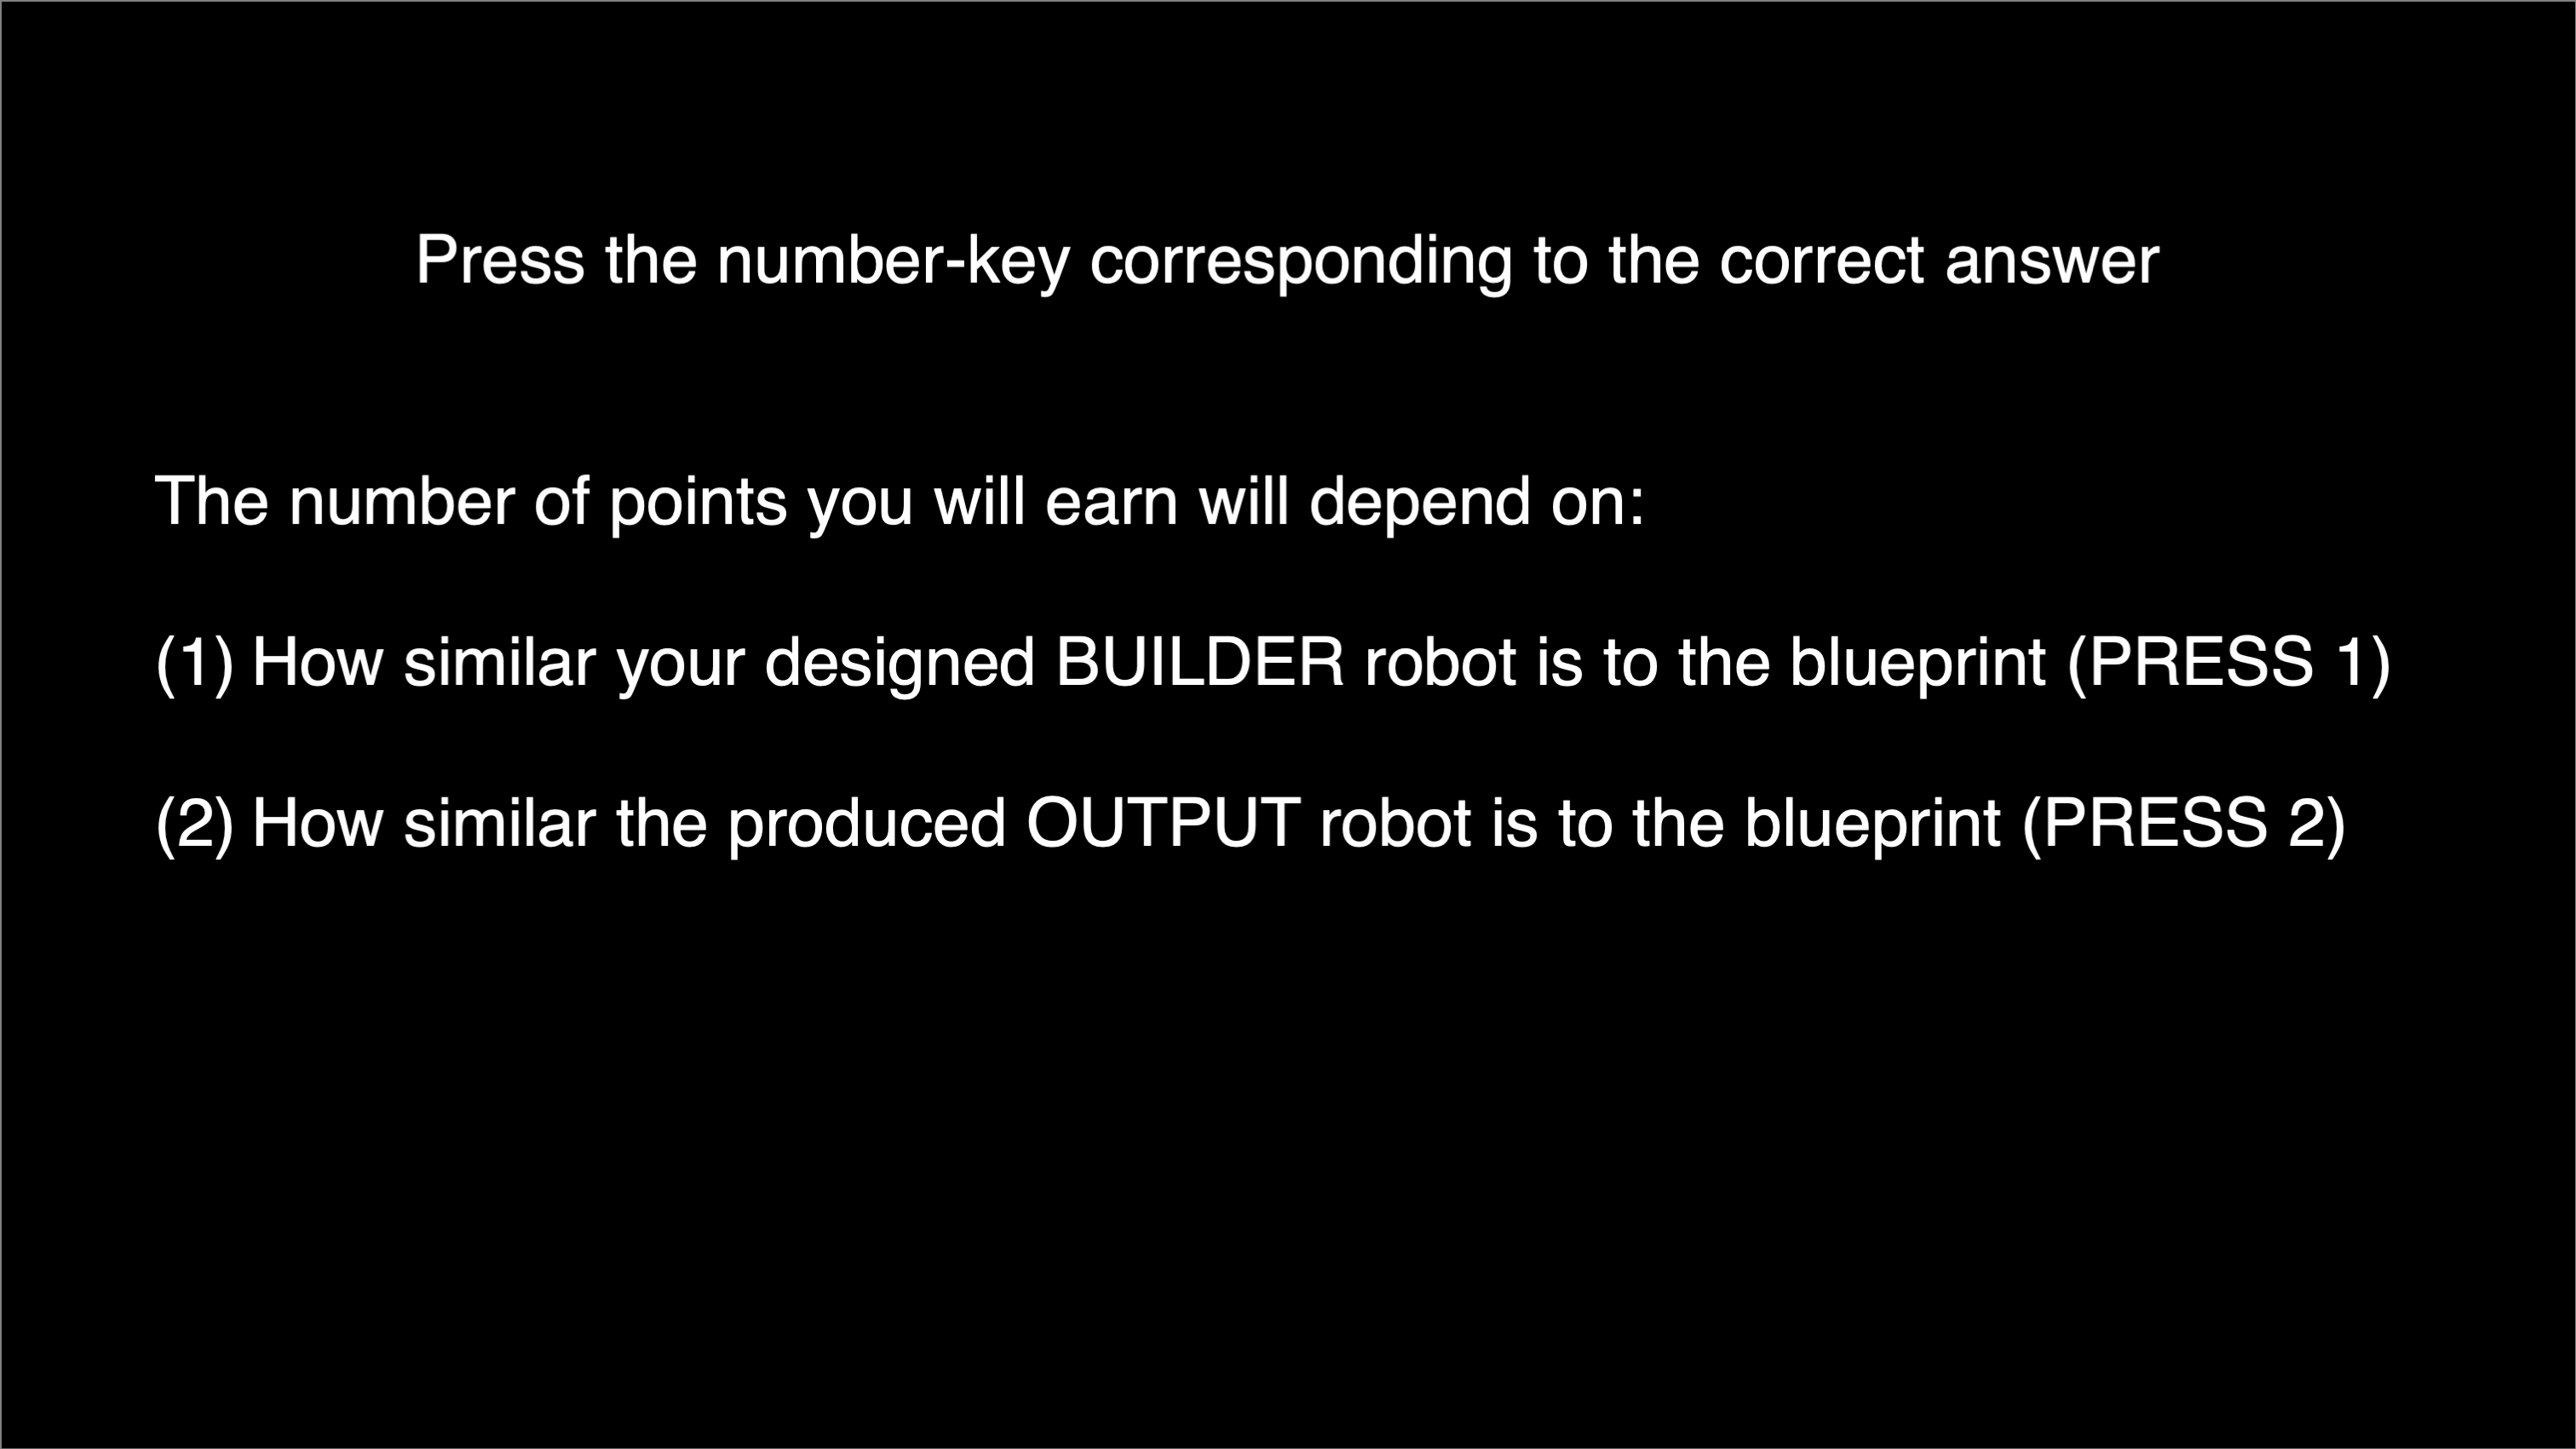 Press the number-key corresponding to the correct answer
The number of points you will earn will depend on:
(1) How similar your designed BUILDER robot is to the blueprint (PRESS 1)
(2) How similar the produced OUTPUT robot is to the blueprint (PRESS 2)